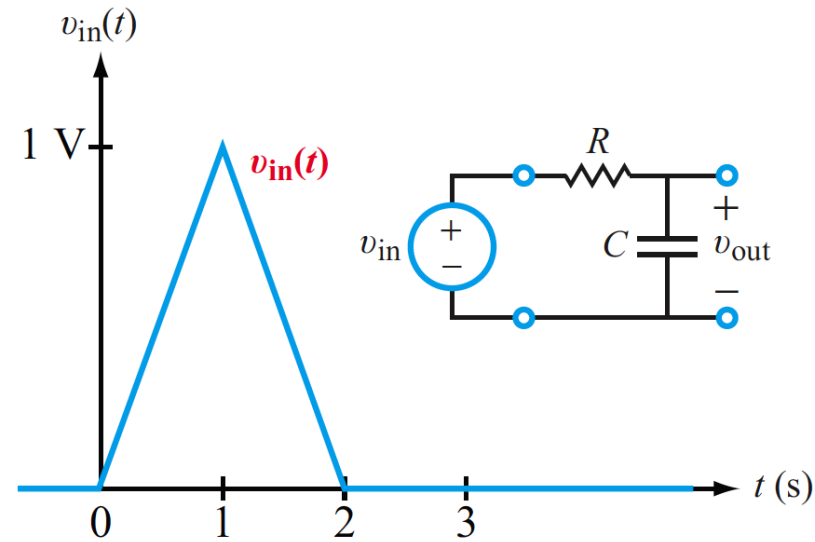 v_in(t)
1 V
v_in(t)
R
v_in
+
−
C
+
v_out
−
0
1
2
3
t (s)